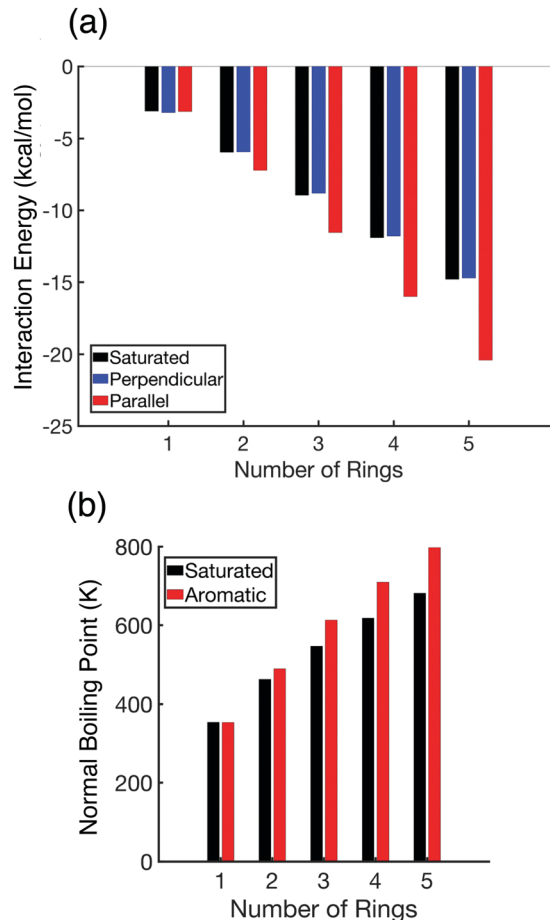 (a)
Interaction Energy (kcal/mol)
0
-5
-10
-15
-20
-25
Saturated
Perpendicular
Parallel
1 2 3 4 5
Number of Rings
(b)
Normal Boiling Point (K)
800
600
400
200
0
Saturated
Aromatic
1 2 3 4 5
Number of Rings